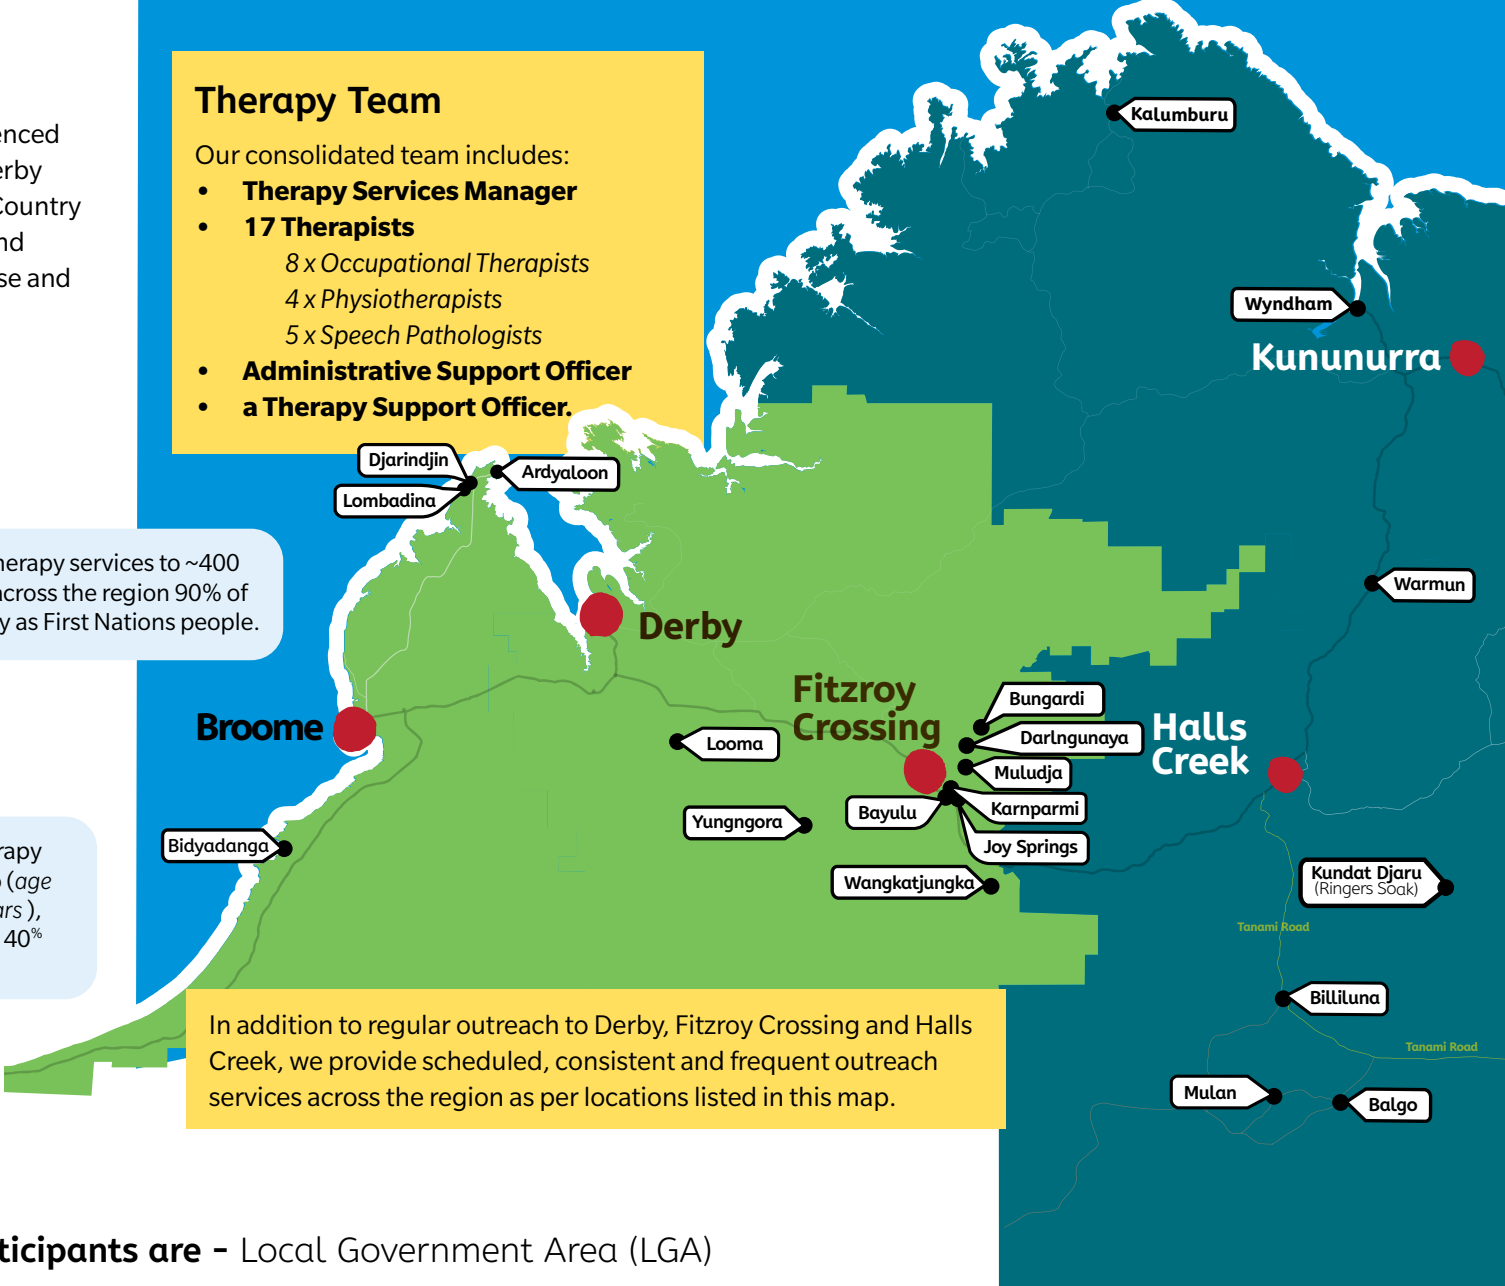 enced
erby
Country
nd
se and
Therapy Team
Our consolidated team includes:
• Therapy Services Manager
• 17 Therapists
8 x Occupational Therapists
4 x Physiotherapists
5 x Speech Pathologists
• Administrative Support Officer
• a Therapy Support Officer.
Kalumburu
Wyndham
Kununurra
Djarindjin
Ardyaloon
Lombadina
herapy services to ~400
across the region 90% of
y as First Nations people.
Warmun
Derby
Fitzroy
Crossing
Bungardi
Darlngunaya
Muludja
Karnparmi
Bayulu
Joy Springs
Halls
Creek
Broome
Looma
Yungngora
Wangkatjungka
Bidyadanga
rapy
(age
ars ),
40%
Kundat Djaru
(Ringers Soak)
Tanami Road
Billiluna
Tanami Road
Mulan
Balgo
In addition to regular outreach to Derby, Fitzroy Crossing and Halls
Creek, we provide scheduled, consistent and frequent outreach
services across the region as per locations listed in this map.
ticipants are - Local Government Area (LGA)